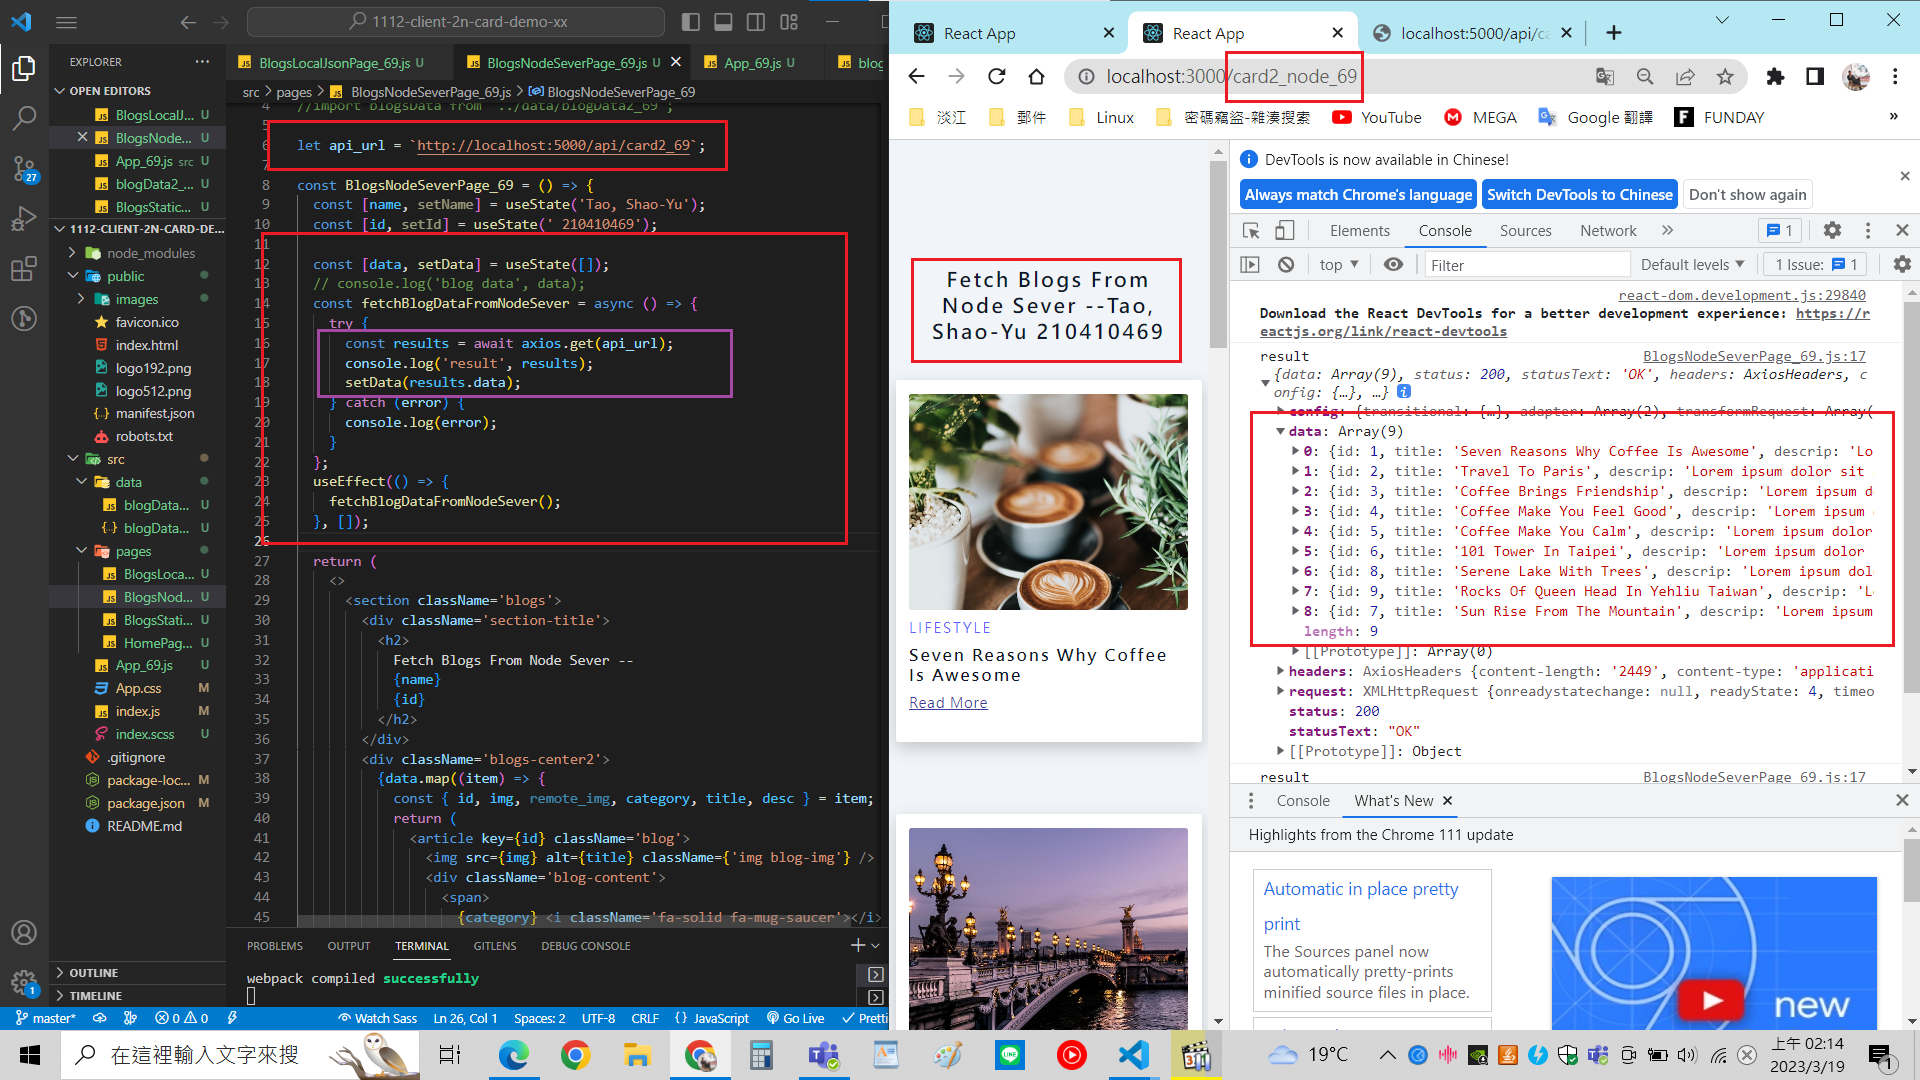 1112-client-2n-card-demo-xx
EXPLORER
OPEN EDITORS
BlogsLocalJ... U
BlogsNode... U
App_69.js src U
blogData2_... U
BlogsStatic... U
1112-CLIENT-2N-CARD-DE...
node_modules
public
images
favicon.ico
index.html
logo192.png
logo512.png
manifest.json
robots.txt
src
data
blogData... U
blogData... U
pages
BlogsLoca... U
BlogsNod... U
BlogsStati... U
HomePag... U
App_69.js U
App.css M
index.js M
index.scss U
.gitignore
package-loc... M
package.json M
README.md
OUTLINE
TIMELINE
27
1
BlogsLocalJsonPage_69.js U
BlogsNodeSeverPage_69.js U
App_69.js U
blog
src > pages > BlogsNodeSeverPage_69.js > BlogsNodeSeverPage_69
4 //import BlogsData from '../data/blogData2_69';
5
6 let api_url = `http://localhost:5000/api/card2_69`;
7
8 const BlogsNodeSeverPage_69 = () => {
9 const [name, setName] = useState('Tao, Shao-Yu');
10 const [id, setId] = useState(' 210410469');
11
12 const [data, setData] = useState([]);
13 // console.log('blog data', data);
14 const fetchBlogDataFromNodeSever = async () => {
15 try {
16 const results = await axios.get(api_url);
17 console.log('result', results);
18 setData(results.data);
19 } catch (error) {
20 console.log(error);
21 }
22 };
23 useEffect(() => {
24 fetchBlogDataFromNodeSever();
25 }, []);
26
27 return (
28 <>
29 <section className='blogs'>
30 <div className='section-title'>
31 <h2>
32 Fetch Blogs From Node Sever --
33 {name}
34 {id}
35 </h2>
36 </div>
37 <div className='blogs-center2'>
38 {data.map((item) => {
39 const { id, img, remote_img, category, title, desc } = item;
40 return (
41 <article key={id} className='blog'>
42 <img src={img} alt={title} className={'img blog-img'} />
43 <div className='blog-content'>
44 <span>
45 {category} <i className='fa-solid fa-mug-saucer'></i>
PROBLEMS OUTPUT TERMINAL GITLENS DEBUG CONSOLE
webpack compiled successfully
master* 0 0 Watch Sass Ln 26, Col 1 Spaces: 2 UTF-8 CRLF {} JavaScript Go Live Pretti
React App
React App
localhost:5000/api/ca
localhost:3000/card2_node_69
淡江 郵件 Linux 密碼竊盜-雜湊搜索 YouTube MEGA Google 翻譯 FUNDAY »
Fetch Blogs From
Node Sever --Tao,
Shao-Yu 210410469
LIFESTYLE
Seven Reasons Why Coffee
Is Awesome
Read More
DevTools is now available in Chinese!
Always match Chrome's language
Switch DevTools to Chinese
Don't show again
Elements Console Sources Network » 1
top Filter Default levels 1 Issue: 1
react-dom.development.js:29840
Download the React DevTools for a better development experience: https://r
eactjs.org/link/react-devtools
result BlogsNodeSeverPage_69.js:17
{data: Array(9), status: 200, statusText: 'OK', headers: AxiosHeaders, c
onfig: {…}, …}
config: {transitional: {…}, adapter: Array(2), transformRequest: Array(
data: Array(9)
0: {id: 1, title: 'Seven Reasons Why Coffee Is Awesome', descrip: 'Lo
1: {id: 2, title: 'Travel To Paris', descrip: 'Lorem ipsum dolor sit
2: {id: 3, title: 'Coffee Brings Friendship', descrip: 'Lorem ipsum d
3: {id: 4, title: 'Coffee Make You Feel Good', descrip: 'Lorem ipsum
4: {id: 5, title: 'Coffee Make You Calm', descrip: 'Lorem ipsum dolor
5: {id: 6, title: '101 Tower In Taipei', descrip: 'Lorem ipsum dolor
6: {id: 8, title: 'Serene Lake With Trees', descrip: 'Lorem ipsum dol
7: {id: 9, title: 'Rocks Of Queen Head In Yehliu Taiwan', descrip: 'L
8: {id: 7, title: 'Sun Rise From The Mountain', descrip: 'Lorem ipsum
length: 9
[[Prototype]]: Array(0)
headers: AxiosHeaders {content-length: '2449', content-type: 'applicati
request: XMLHttpRequest {onreadystatechange: null, readyState: 4, timeo
status: 200
statusText: "OK"
[[Prototype]]: Object
result BlogsNodeSeverPage_69.js:17
Console What's New
Highlights from the Chrome 111 update
Automatic in place pretty
print
The Sources panel now
automatically pretty-prints
minified source files in place.
new
在這裡輸入文字來搜
19°C
上午 02:14
2023/3/19
1